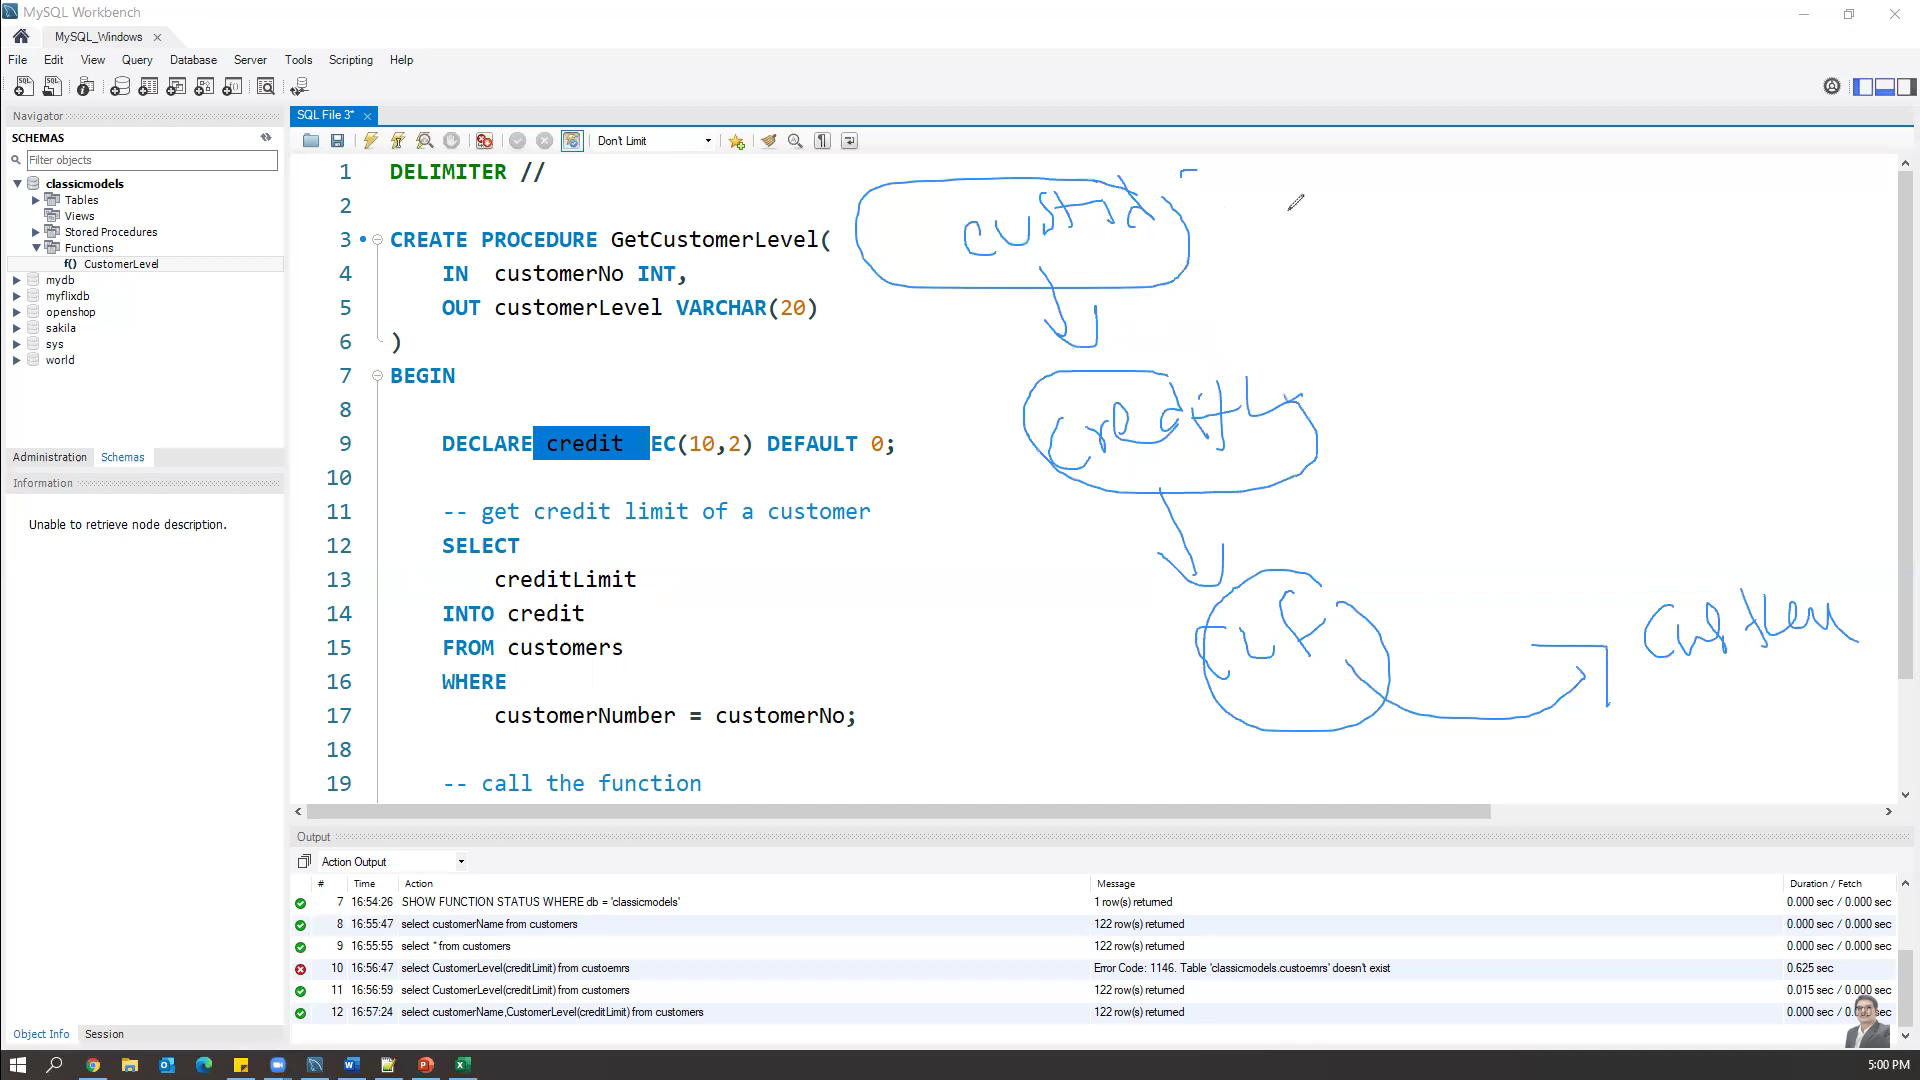 MySQL Workbench
MySQL_Windows
File Edit View Query Database Server Tools Scripting Help
Navigator
SCHEMAS
Filter objects
classicmodels
Tables
Views
Stored Procedures
Functions
f() CustomerLevel
mydb
myflixdb
openshop
sakila
sys
world
Administration Schemas
Information
Unable to retrieve node description.
Object Info Session
SQL File 3*
Don't Limit
1 DELIMITER //
2
3 CREATE PROCEDURE GetCustomerLevel(
4 IN customerNo INT,
5 OUT customerLevel VARCHAR(20)
6 )
7 BEGIN
8
9 DECLARE credit EC(10,2) DEFAULT 0;
10
11 -- get credit limit of a customer
12 SELECT
13 creditLimit
14 INTO credit
15 FROM customers
16 WHERE
17 customerNumber = customerNo;
18
19 -- call the function
custid
creditL
Output
Action Output
# Time Action Message Duration / Fetch
7 16:54:26 SHOW FUNCTION STATUS WHERE db = 'classicmodels' 1 row(s) returned 0.000 sec / 0.000 sec
8 16:55:47 select customerName from customers 122 row(s) returned 0.000 sec / 0.000 sec
9 16:55:55 select * from customers 122 row(s) returned 0.000 sec / 0.000 sec
10 16:56:47 select CustomerLevel(creditLimit) from custoemrs Error Code: 1146. Table 'classicmodels.custoemrs' doesn't exist 0.625 sec
11 16:56:59 select CustomerLevel(creditLimit) from customers 122 row(s) returned 0.015 sec / 0.000 sec
12 16:57:24 select customerName,CustomerLevel(creditLimit) from customers 122 row(s) returned 0.000 sec / 0.000 sec
5:00 PM